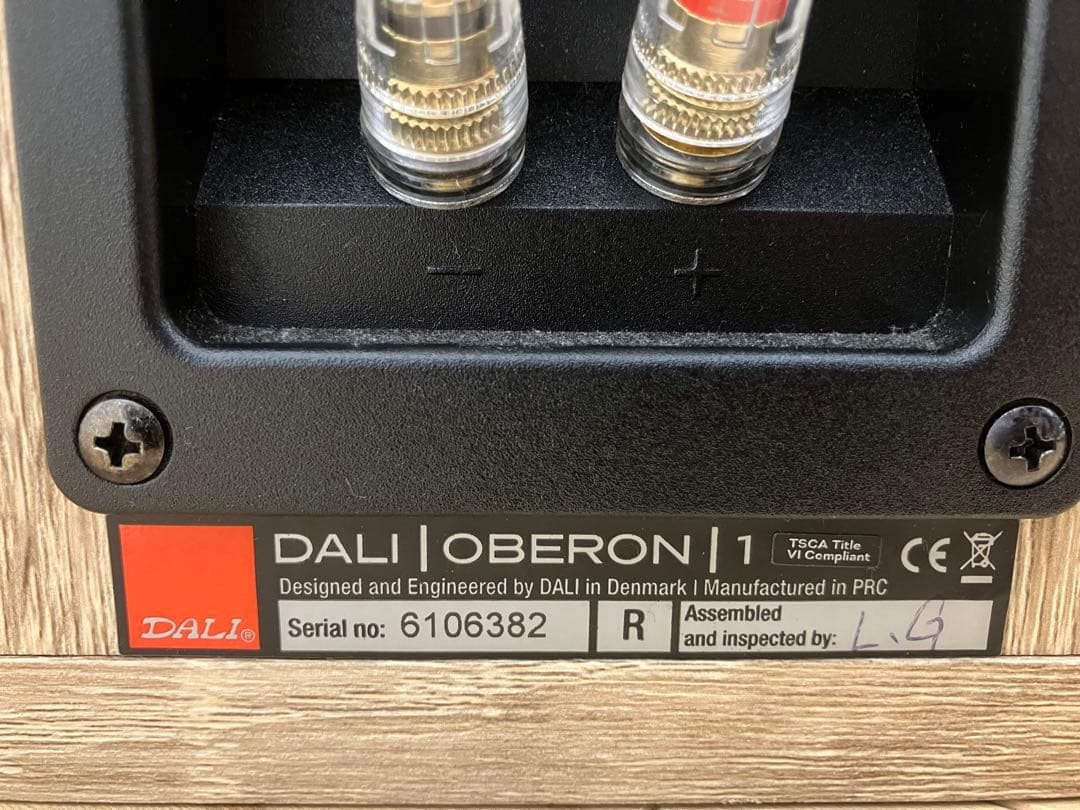 − +
DALI | OBERON | 1
TSCA Title
VI Compliant
CE
Designed and Engineered by DALI in Denmark | Manufactured in PRC
DALI®
Serial no: 6106382
R
Assembled
and inspected by: L.G